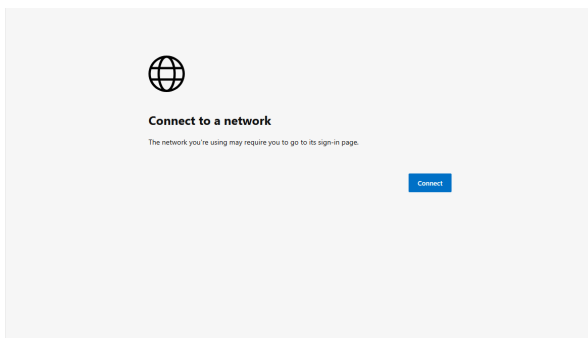 Connect to a network
The network you're using may require you to go to its sign-in page.
Connect